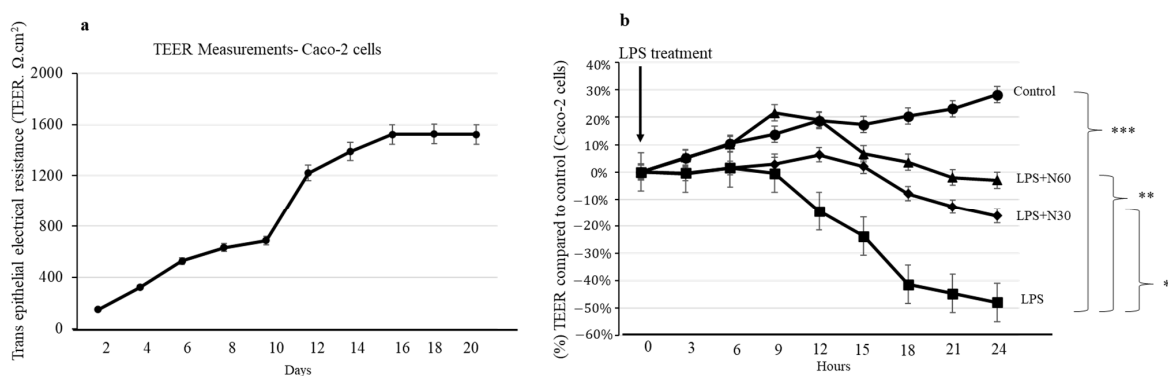 a
TEER Measurements- Caco-2 cells
Trans epithelial electrical resistance (TEER. Ω.cm²)
2000
1600
1200
800
400
0
2 4 6 8 10 12 14 16 18 20
Days
b
LPS treatment
(%) TEER compared to control (Caco-2 cells)
40%
30%
20%
10%
0%
−10%
−20%
−30%
−40%
−50%
−60%
0 3 6 9 12 15 18 21 24
Hours
Control
LPS+N60
LPS+N30
LPS
***
**
*